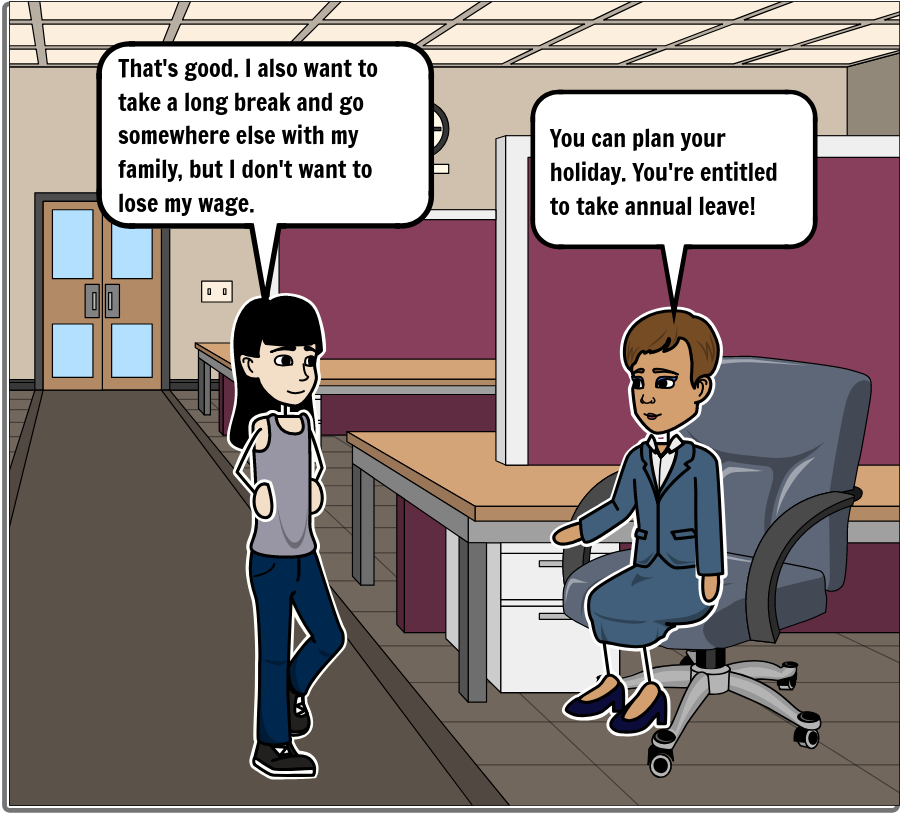 That's good. I also want to
take a long break and go
somewhere else with my
family, but I don't want to
lose my wage.
You can plan your
holiday. You're entitled
to take annual leave!